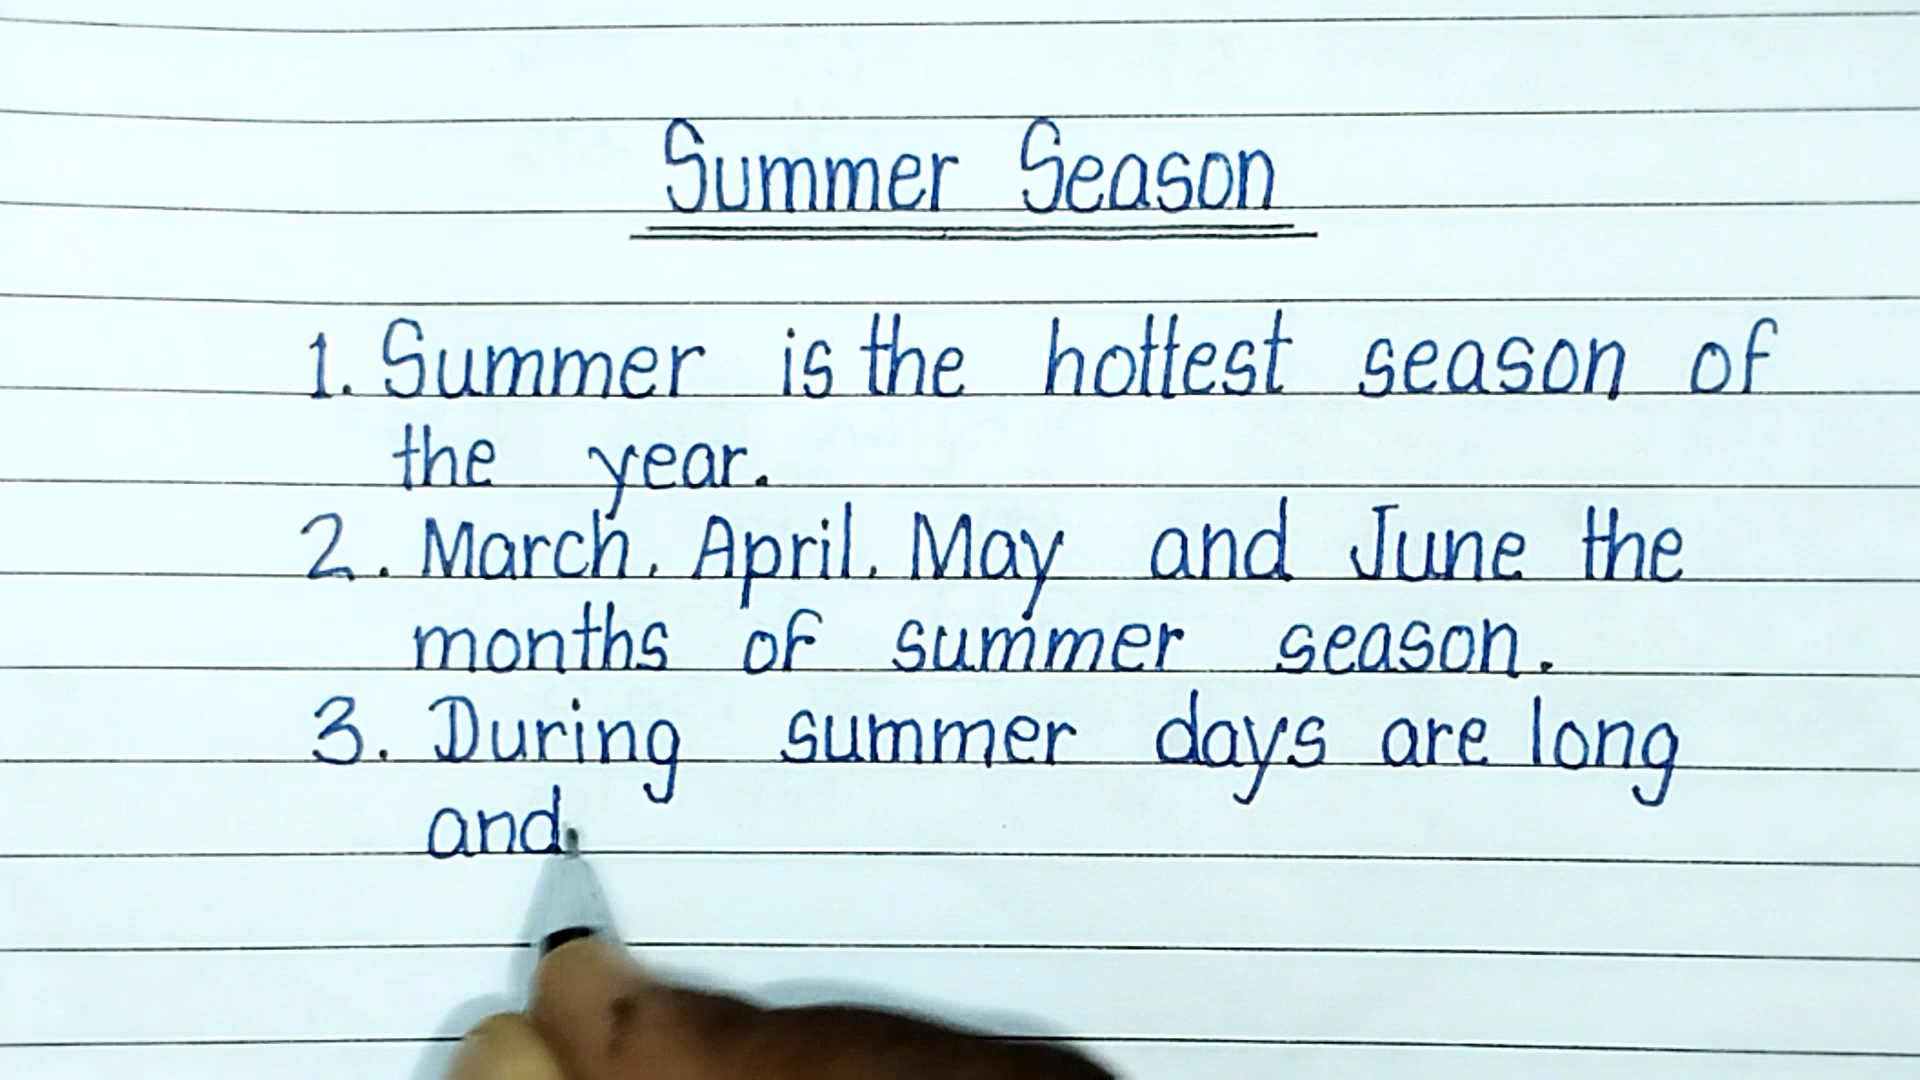 Summer Season
1. Summer is the hottest season of
the year.
2. March, April, May and June the
months of summer season.
3. During summer days are long
and